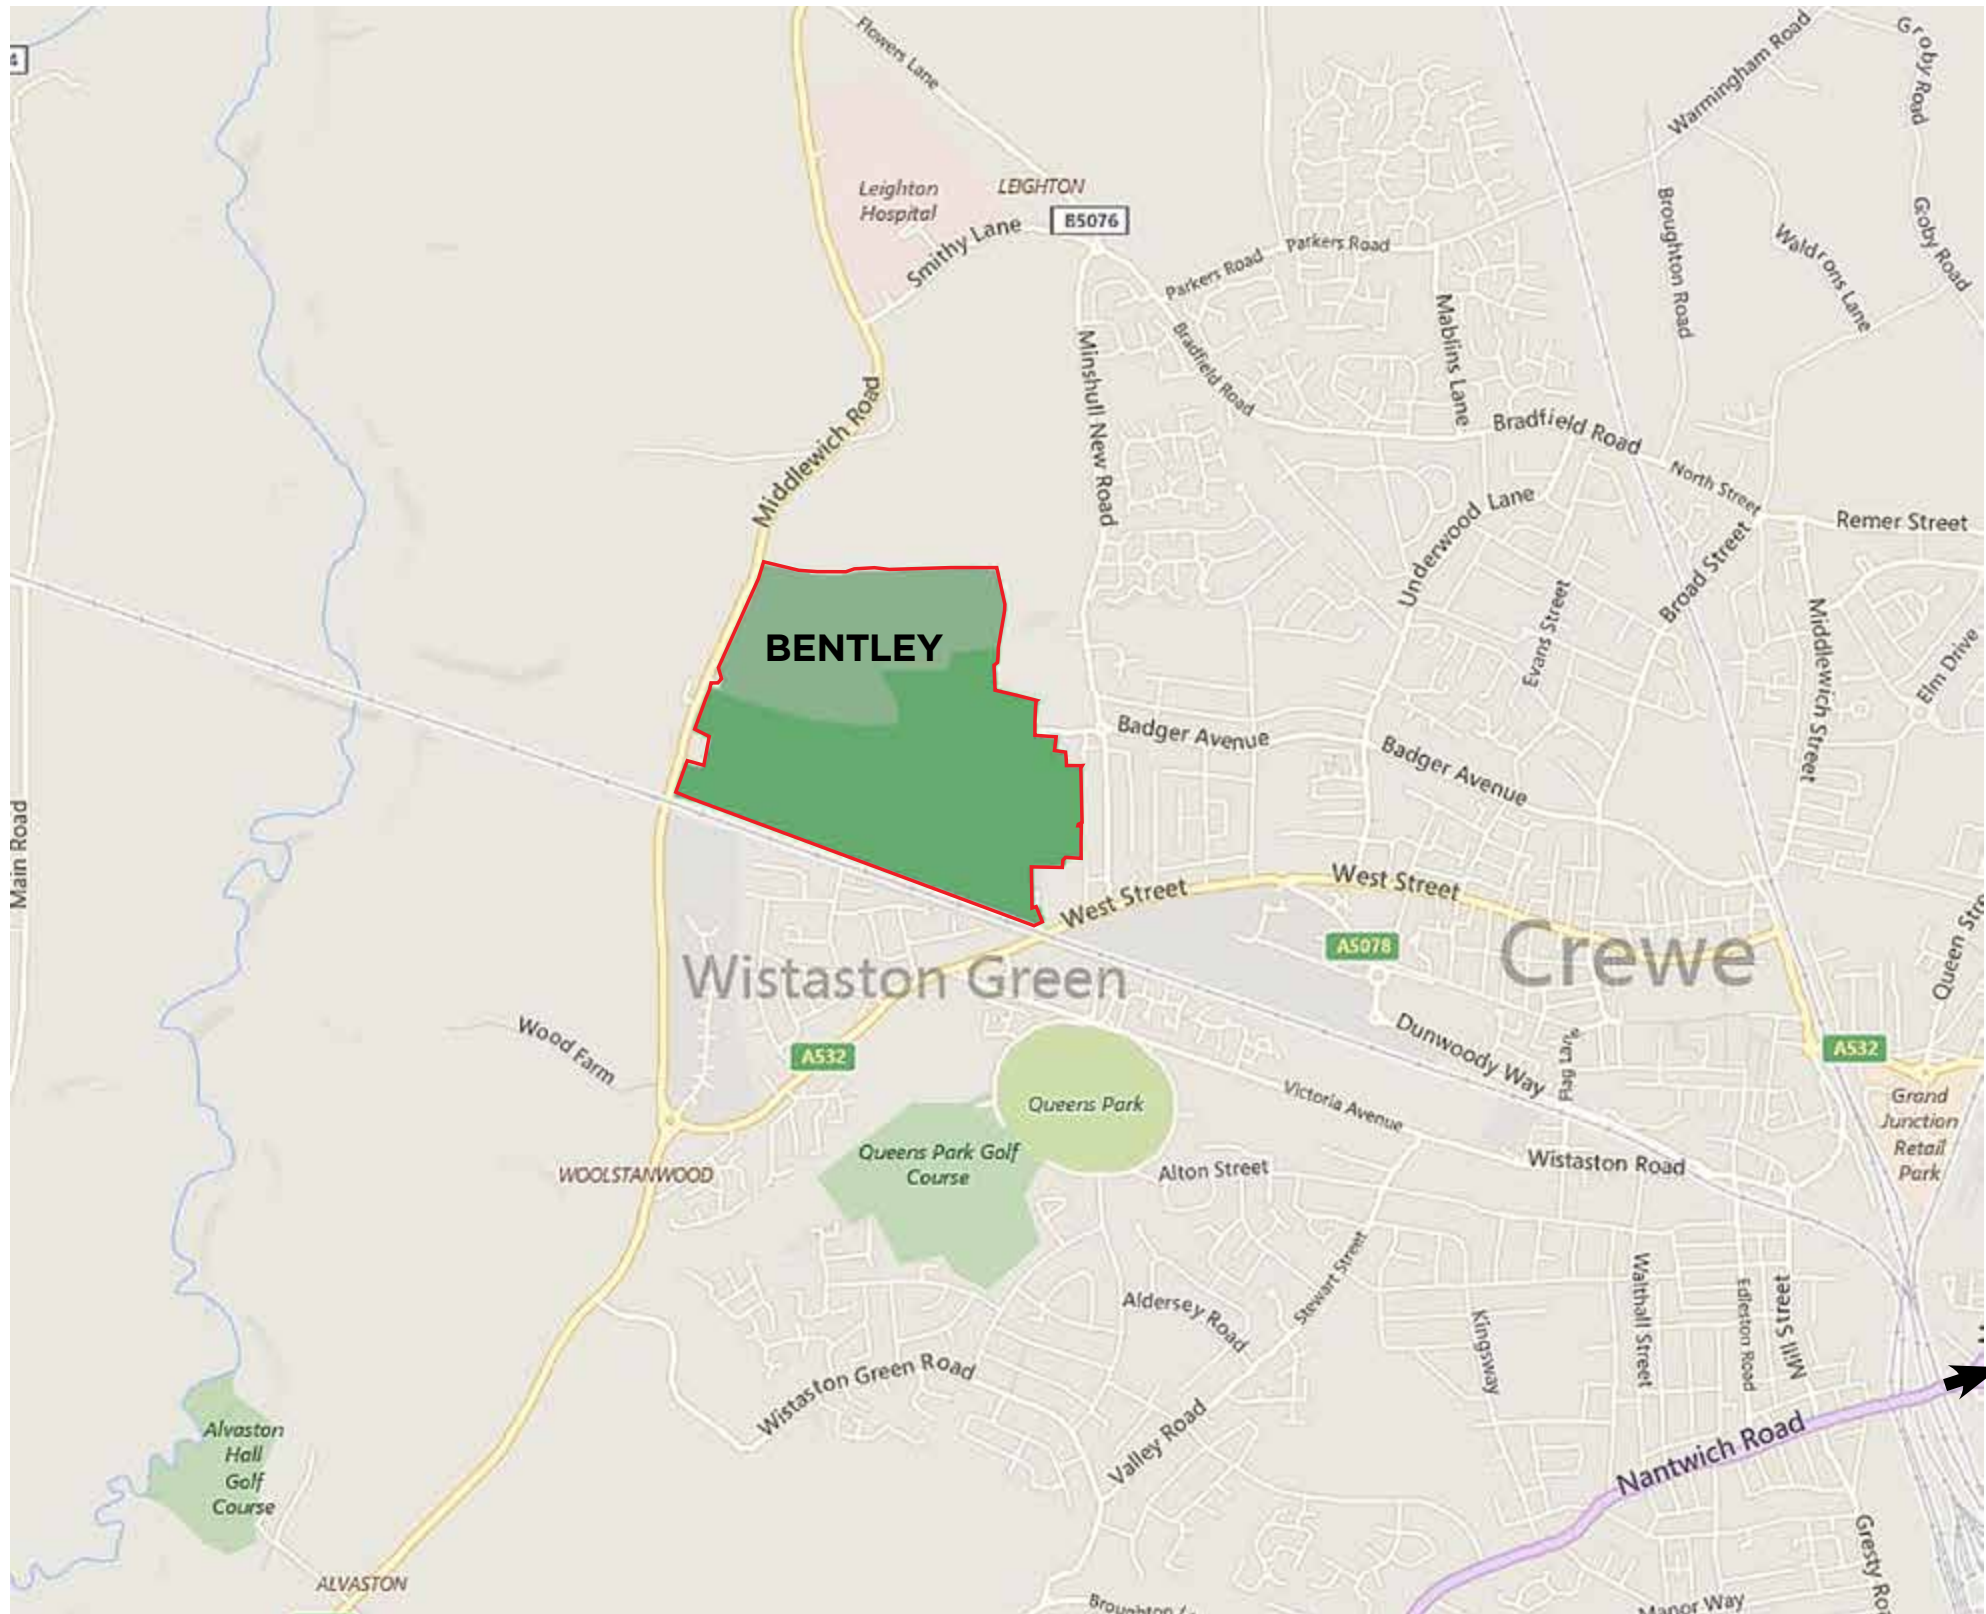 4
Flowers Lane
Warmingham Road
Groby Road
Leighton
Hospital
LEIGHTON
B5076
Smithy Lane
Parkers Road
Parkers Road
Broughton Road
Waldrons Lane
Groby Road
Mablins Lane
Minshull New Road
Bradfield Road
Bradfield Road
Middlewich Road
North Street
Underwood Lane
Remer Street
Broad Street
Evans Street
Middlewich Street
Elm Drive
BENTLEY
Badger Avenue
Badger Avenue
Main Road
West Street
West Street
A5078
Crewe
Queen Stre
Wistaston Green
Wood Farm
A532
Dunwoody Way
Flag Lane
A532
Queens Park
Victoria Avenue
Grand
Junction
Retail
Park
Queens Park Golf
Course
WOOLSTANWOOD
Alton Street
Wistaston Road
Stewart Street
Aldersey Road
Kingsway
Walthall Street
Edleston Road
Mill Street
Wistaston Green Road
Valley Road
Nantwich Road
Alvaston
Hall
Golf
Course
Gresty Ro
ALVASTON
Manor Way